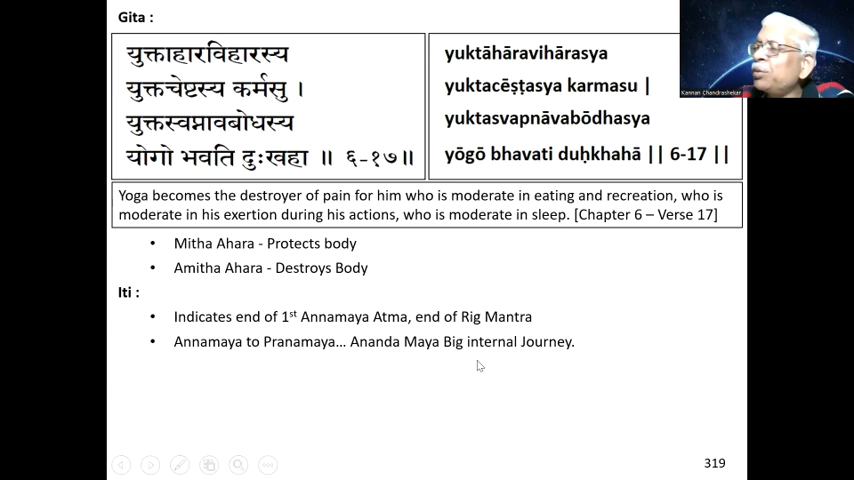 Gita :
युक्ताहारविहारस्य
युक्तचेष्टस्य कर्मसु ।
युक्तस्वप्नावबोधस्य
योगो भवति दुःखहा ॥ ६-१७॥
yuktāhāravihārasya
yuktacēṣṭasya karmasu |
yuktasvapnāvabōdhasya
yōgō bhavati duḥkhahā || 6-17 ||
Yoga becomes the destroyer of pain for him who is moderate in eating and recreation, who is
moderate in his exertion during his actions, who is moderate in sleep. [Chapter 6 – Verse 17]
• Mitha Ahara - Protects body
• Amitha Ahara - Destroys Body
Iti :
• Indicates end of 1st Annamaya Atma, end of Rig Mantra
• Annamaya to Pranamaya… Ananda Maya Big internal Journey.
319
Kannan Chandrashekar